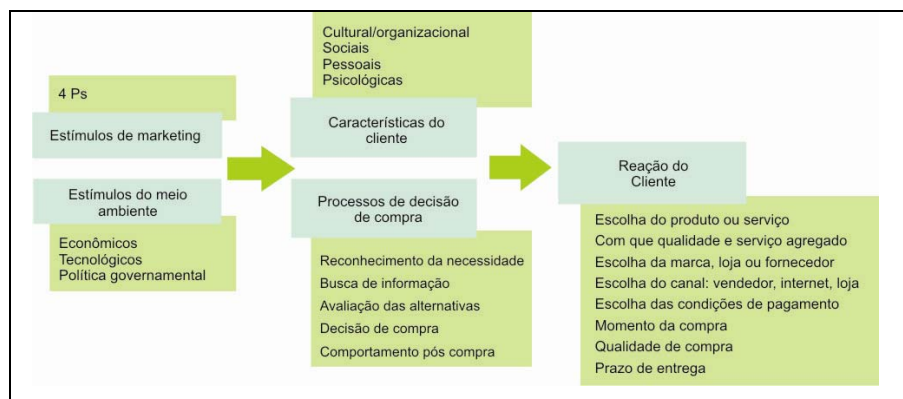 4 Ps
Estímulos de marketing
Estímulos do meio
ambiente
Econômicos
Tecnológicos
Política governamental
Cultural/organizacional
Sociais
Pessoais
Psicológicas
Características do
cliente
Processos de decisão
de compra
Reconhecimento da necessidade
Busca de informação
Avaliação das alternativas
Decisão de compra
Comportamento pós compra
Reação do
Cliente
Escolha do produto ou serviço
Com que qualidade e serviço agregado
Escolha da marca, loja ou fornecedor
Escolha do canal: vendedor, internet, loja
Escolha das condições de pagamento
Momento da compra
Qualidade de compra
Prazo de entrega